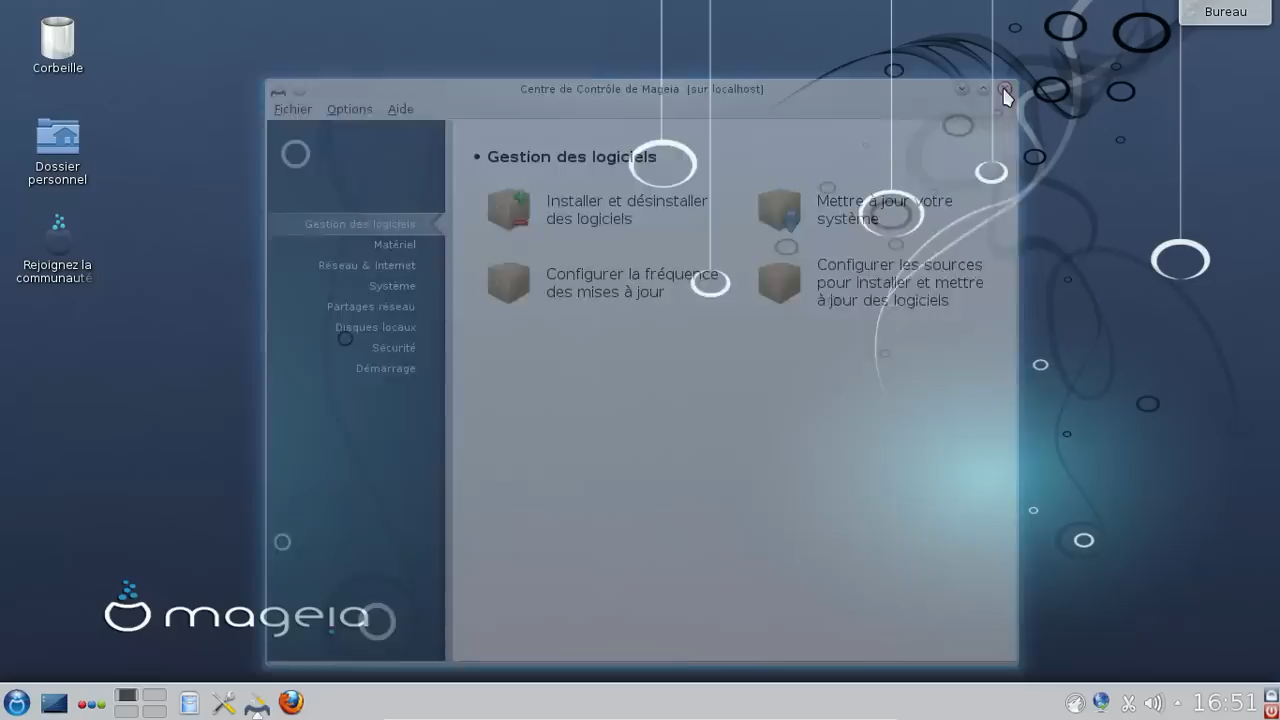 Bureau
Corbeille
Centre de Contrôle de Mageia [sur localhost]
Fichier Options Aide
Dossier
personnel
• Gestion des logiciels
Installer et désinstaller
des logiciels
Mettre à jour votre
système
Gestion des logiciels
Matériel
Réseau & Internet
Système
Partages réseau
Disques locaux
Sécurité
Démarrage
Rejoignez la
communauté
Configurer la fréquence
des mises à jour
Configurer les sources
pour installer et mettre
à jour des logiciels
mageia
16:51